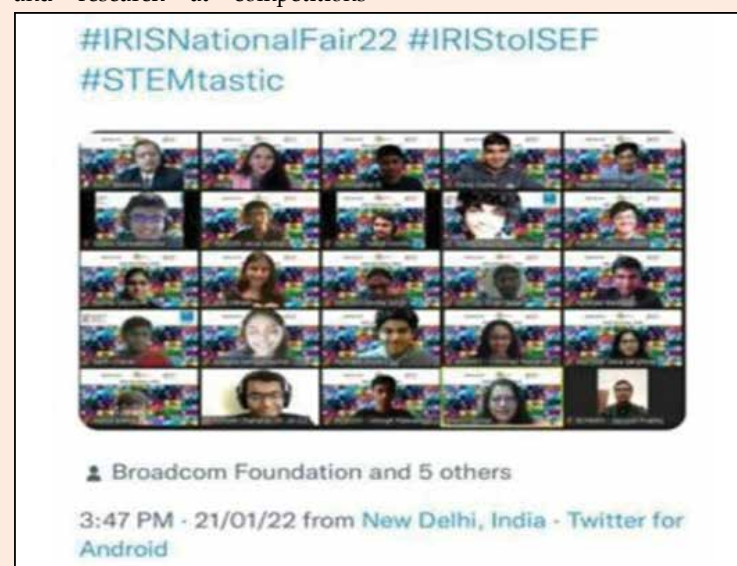 and research at competitions
#IRISNationalFair22 #IRIStoISEF
#STEMtastic
Broadcom Foundation and 5 others
3:47 PM · 21/01/22 from New Delhi, India · Twitter for
Android